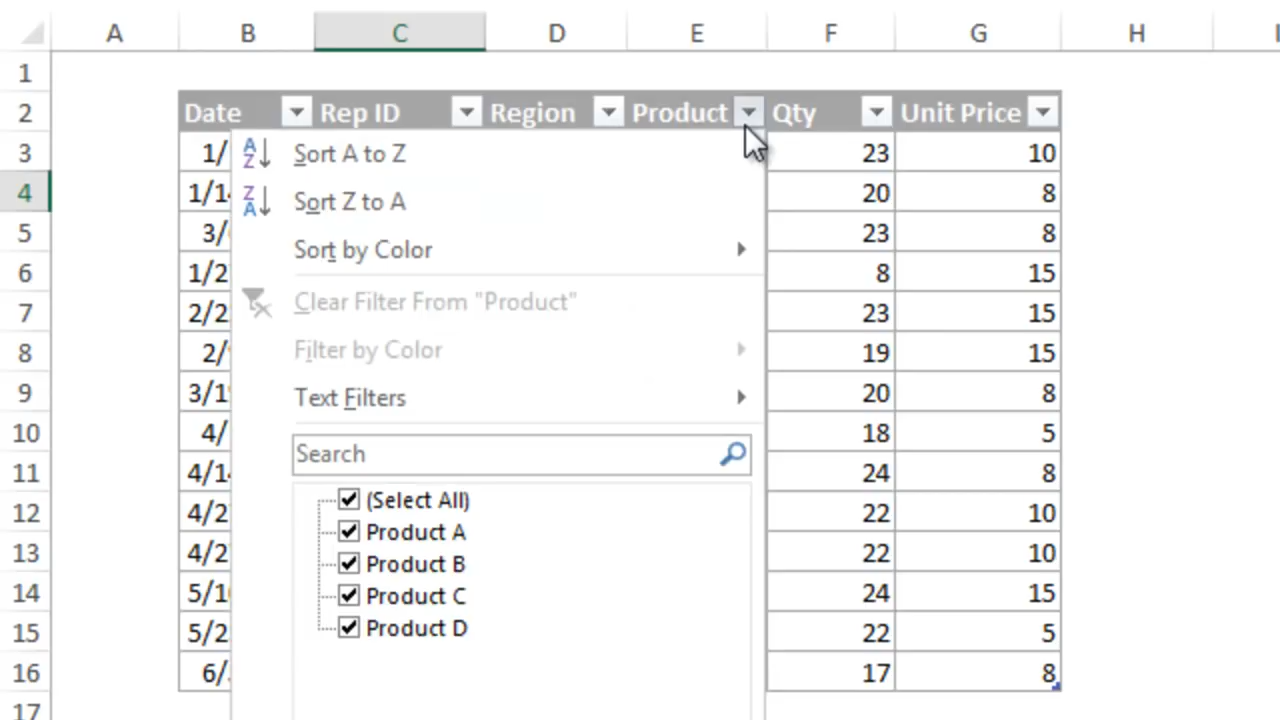 A B C D E F G H
1
2 Date Rep ID Region Product Qty Unit Price
3 1/ Sort A to Z 23 10
4 1/14 Sort Z to A 20 8
5 3/ Sort by Color 23 8
6 1/2 Clear Filter From "Product" 8 15
7 2/2 23 15
8 2/ Filter by Color 19 15
9 3/1 Text Filters 20 8
10 4/ Search 18 5
11 4/14 (Select All) 24 8
12 4/2 Product A 22 10
13 4/2 Product B 22 10
14 5/10 Product C 24 15
15 5/2 Product D 22 5
16 6/ 17 8
17